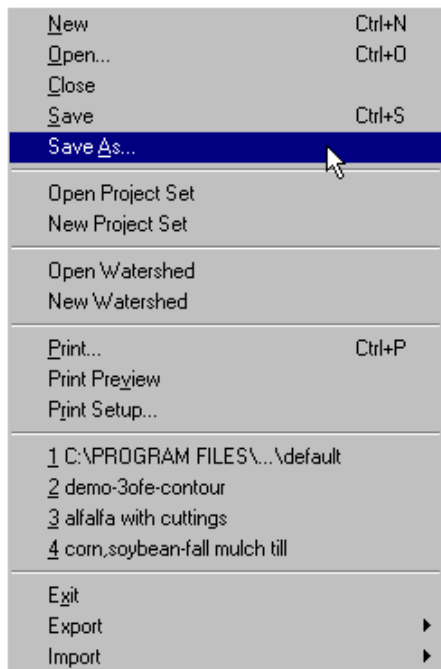 New Ctrl+N
Open... Ctrl+O
Close
Save Ctrl+S
Save As...
Open Project Set
New Project Set
Open Watershed
New Watershed
Print... Ctrl+P
Print Preview
Print Setup...
1 C:\PROGRAM FILES\...\default
2 demo-3ofe-contour
3 alfalfa with cuttings
4 corn,soybean-fall mulch till
Exit
Export
Import